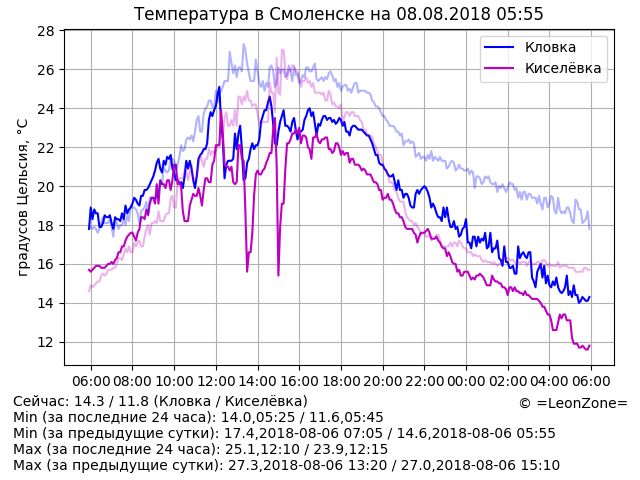 Температура в Смоленске на 08.08.2018 05:55
градусов Цельсия, °C
28
26
24
22
20
18
16
14
12
Кловка
Киселёвка
06:00 08:00 10:00 12:00 14:00 16:00 18:00 20:00 22:00 00:00 02:00 04:00 06:00
Сейчас: 14.3 / 11.8 (Кловка / Киселёвка)
© =LeonZone=
Min (за последние 24 часа): 14.0,05:25 / 11.6,05:45
Min (за предыдущие сутки): 17.4,2018-08-06 07:05 / 14.6,2018-08-06 05:55
Max (за последние 24 часа): 25.1,12:10 / 23.9,12:15
Max (за предыдущие сутки): 27.3,2018-08-06 13:20 / 27.0,2018-08-06 15:10